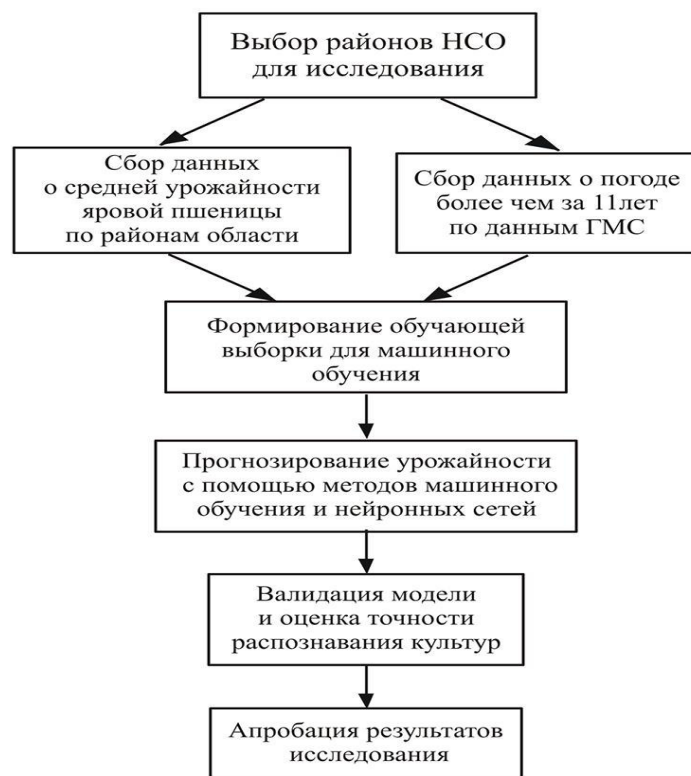 Выбор районов НСО
для исследования
Сбор данных
о средней урожайности
яровой пшеницы
по районам области
Сбор данных о погоде
более чем за 11лет
по данным ГМС
Формирование обучающей
выборки для машинного
обучения
Прогнозирование урожайности
с помощью методов машинного
обучения и нейронных сетей
Валидация модели
и оценка точности
распознавания культур
Апробация результатов
исследования